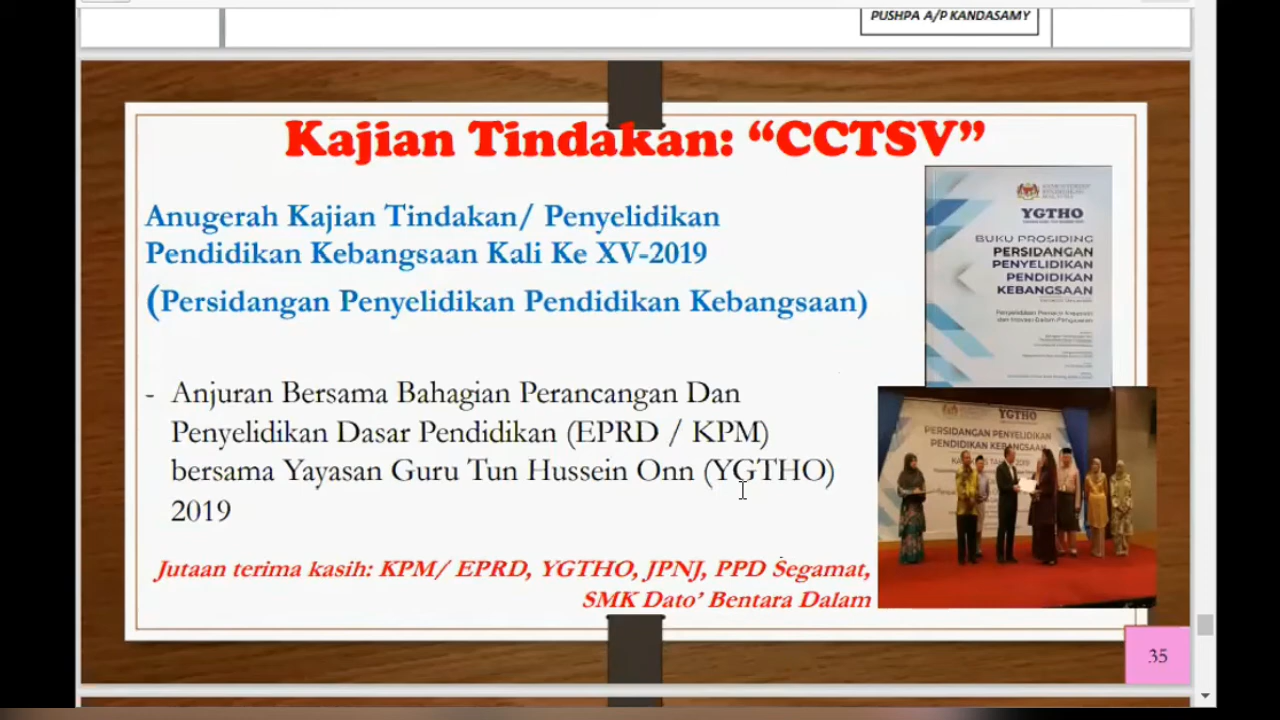 PUSHPA A/P KANDASAMY
Kajian Tindakan: “CCTSV”
Anugerah Kajian Tindakan/ Penyelidikan
Pendidikan Kebangsaan Kali Ke XV-2019
(Persidangan Penyelidikan Pendidikan Kebangsaan)
- Anjuran Bersama Bahagian Perancangan Dan
Penyelidikan Dasar Pendidikan (EPRD / KPM)
bersama Yayasan Guru Tun Hussein Onn (YGTHO)
2019
Jutaan terima kasih: KPM/ EPRD, YGTHO, JPNJ, PPD Segamat,
SMK Dato’ Bentara Dalam
YGTHO
BUKU PROSIDING
PERSIDANGAN
PENYELIDIKAN
PENDIDIKAN
KEBANGSAAN
YGTHO
PERSIDANGAN PENYELIDIKAN
PENDIDIKAN KEBANGSAAN
35